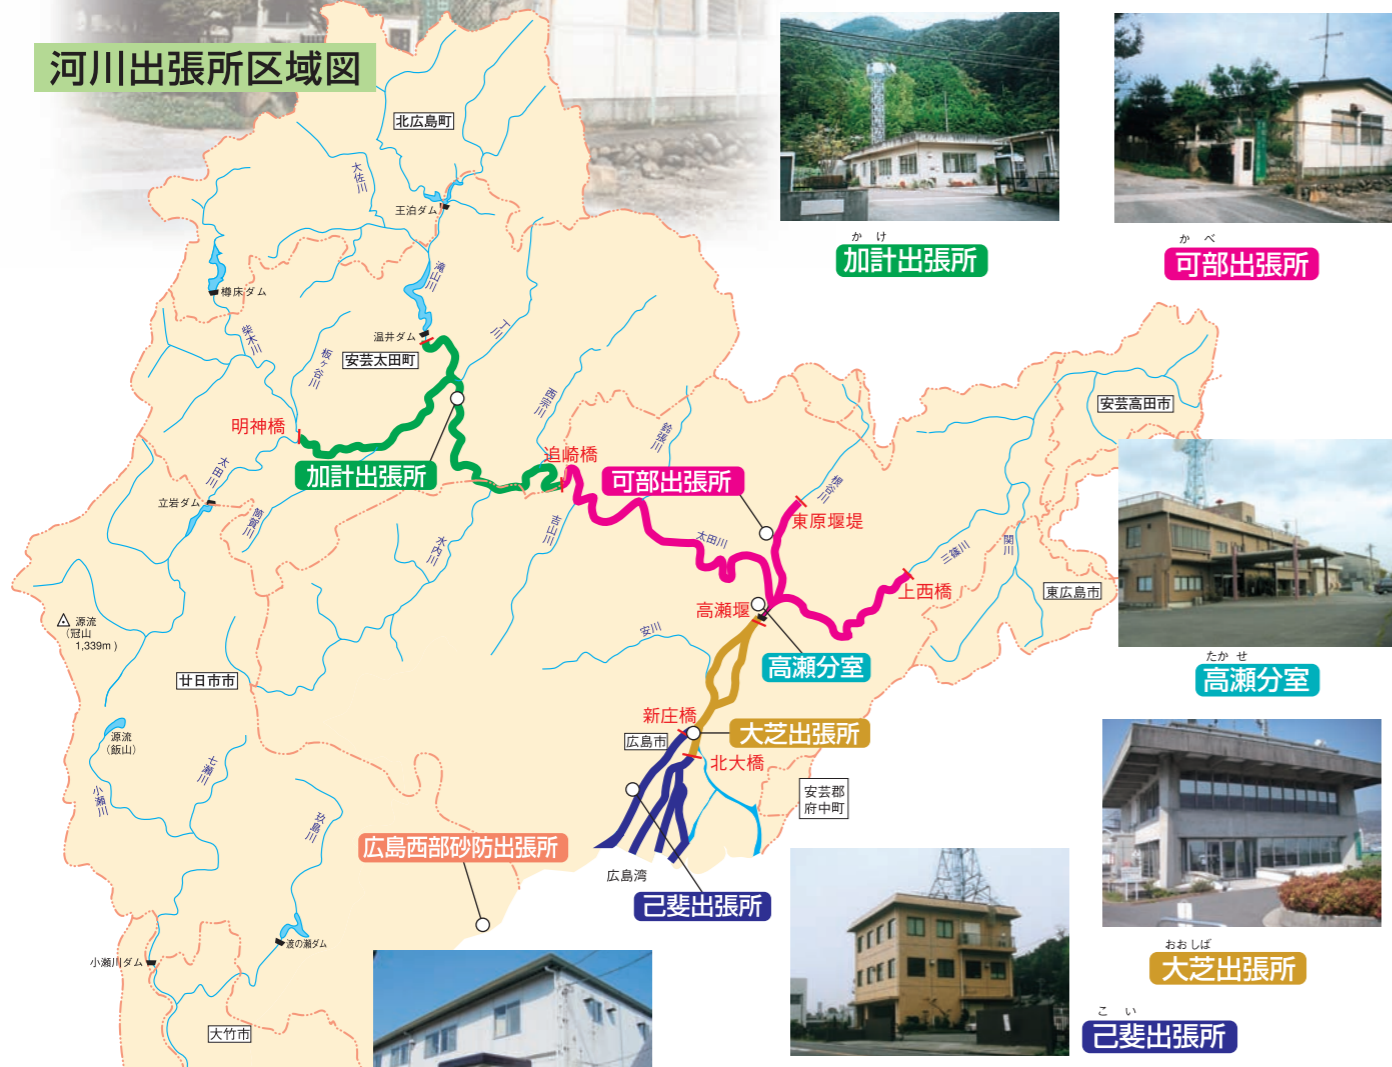 河川出張所区域図
北広島町
大佐川
王泊ダム
滝山川
樽床ダム
柴木川
板ヶ谷川
温井ダム
安芸太田町
丁川
西宗川
明神橋
加計出張所
追崎橋
鈴張川
可部出張所
根谷川
東原堰堤
太田川
立岩ダム
筒賀川
水内川
吉山川
太田川
三篠川
関川
上西橋
安芸高田市
東広島市
源流
(冠山
1,339m )
高瀬堰
高瀬分室
安川
廿日市市
新庄橋
広島市
大芝出張所
北大橋
源流
(飯山)
七瀬川
小瀬川
玖島川
安芸郡
府中町
広島西部砂防出張所
広島湾
己斐出張所
渡の瀬ダム
小瀬川ダム
大竹市
かけ
加計出張所
かべ
可部出張所
たかせ
高瀬分室
おおしば
大芝出張所
こい
己斐出張所